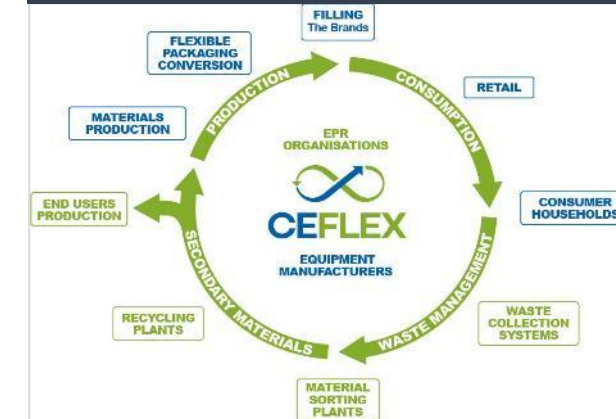 FILLING
The Brands
FLEXIBLE
PACKAGING
CONVERSION
PRODUCTION
CONSUMPTION
RETAIL
MATERIALS
PRODUCTION
EPR
ORGANISATIONS
END USERS
PRODUCTION
CEFLEX
CONSUMER
HOUSEHOLDS
EQUIPMENT
MANUFACTURERS
SECONDARY MATERIALS
WASTE MANAGEMENT
RECYCLING
PLANTS
WASTE
COLLECTION
SYSTEMS
MATERIAL
SORTING
PLANTS